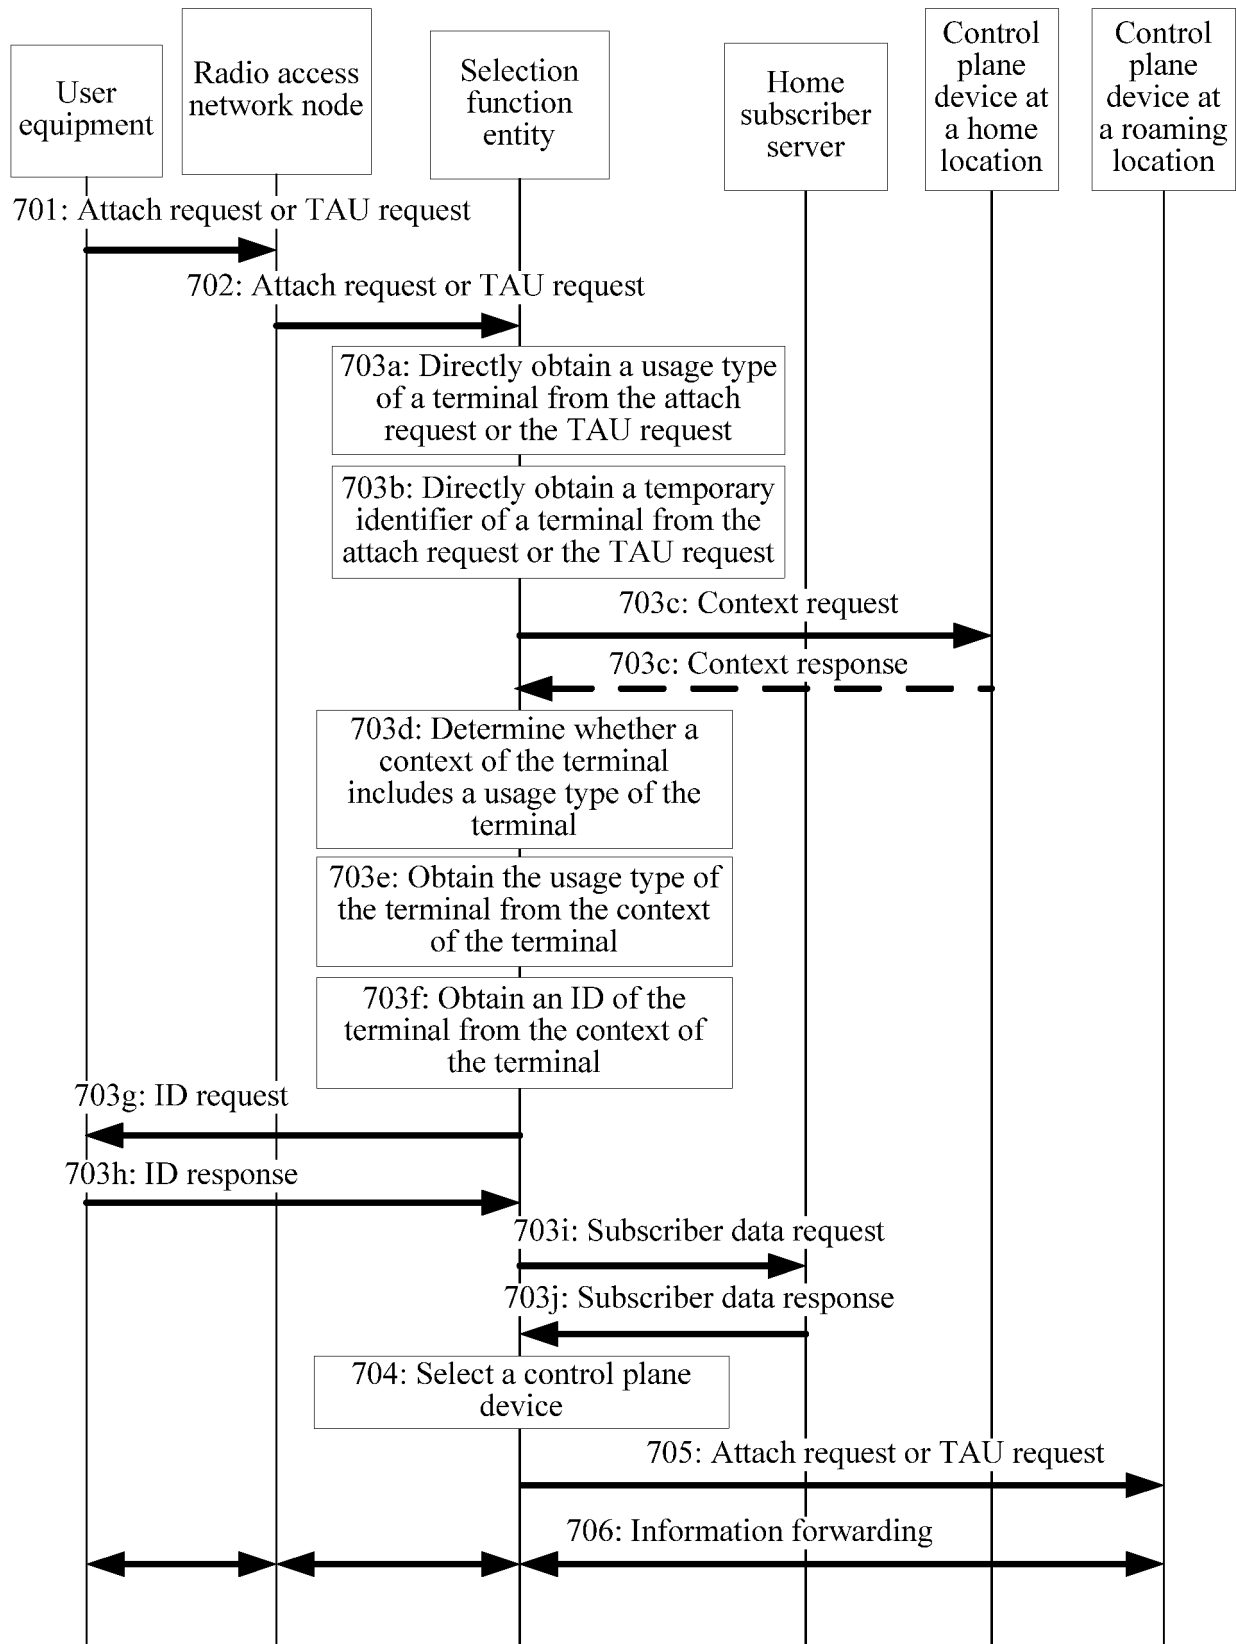 User
equipment
Radio access
network node
Selection
function
entity
Home
subscriber
server
Control
plane
device at
a home
location
Control
plane
device at
a roaming
location
701: Attach request or TAU request
702: Attach request or TAU request
703a: Directly obtain a usage type
of a terminal from the attach
request or the TAU request
703b: Directly obtain a temporary
identifier of a terminal from the
attach request or the TAU request
703c: Context request
703c: Context response
703d: Determine whether a
context of the terminal
includes a usage type of the
terminal
703e: Obtain the usage type of
the terminal from the context
of the terminal
703f: Obtain an ID of the
terminal from the context of
the terminal
703g: ID request
703h: ID response
703i: Subscriber data request
703j: Subscriber data response
704: Select a control plane
device
705: Attach request or TAU request
706: Information forwarding